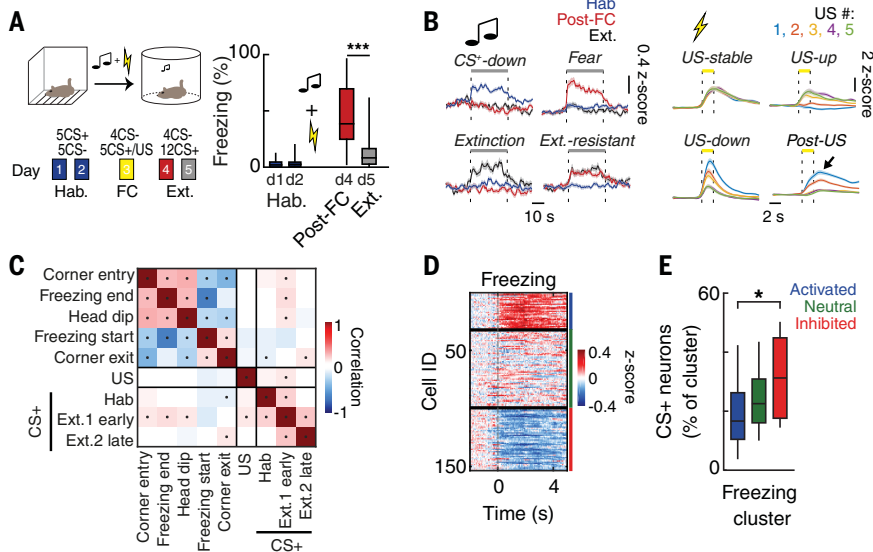 A
5CS+
5CS-
4CS-
5CS+/US
4CS-
12CS+
Day
1
2
3
4
5
Hab.
FC
Ext.
Freezing (%)
100
0
***
+
d1
d2
d4
d5
Hab.
Post-FC
Ext.
B
Hab
Post-FC
Ext.
CS+-down
Fear
0.4 z-score
Extinction
Ext.-resistant
10 s
US #:
1, 2, 3, 4, 5
US-stable
US-up
2 z-score
US-down
Post-US
2 s
C
Corner entry
Freezing end
Head dip
Freezing start
Corner exit
US
CS+
Hab
Ext.1 early
Ext.2 late
Corner entry
Freezing end
Head dip
Freezing start
Corner exit
US
Hab
Ext.1 early
Ext.2 late
CS+
1
0
-1
Correlation
D
Freezing
Cell ID
50
150
0
4
Time (s)
0.4
0
-0.4
z-score
E
Activated
Neutral
Inhibited
CS+ neurons
(% of cluster)
60
0
*
Freezing
cluster